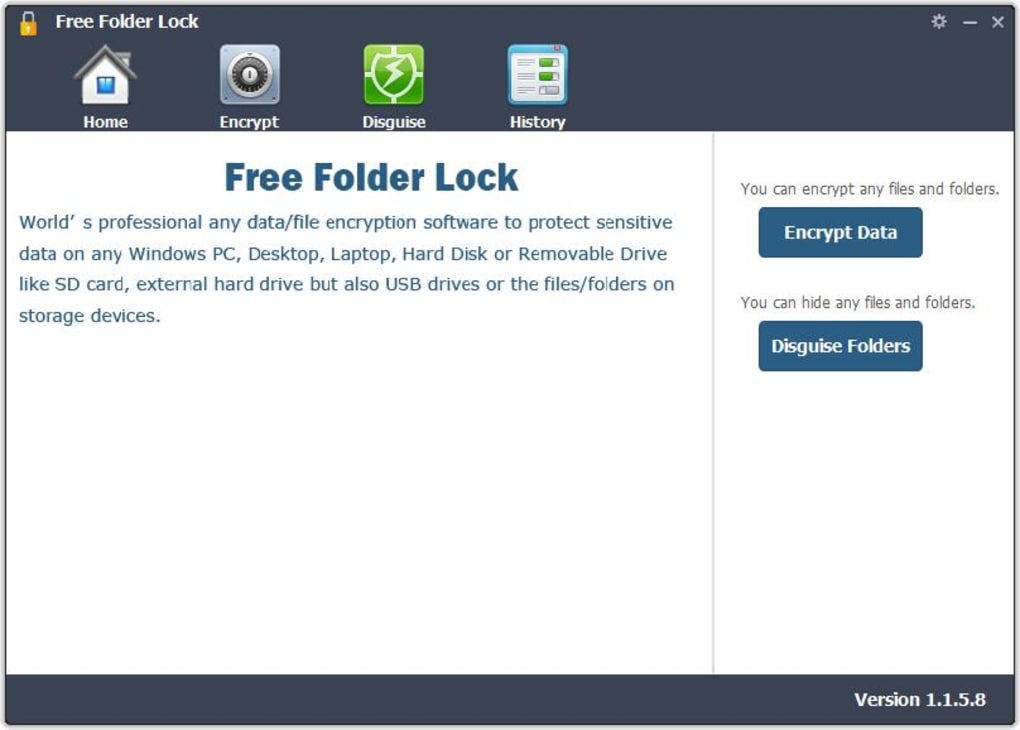 Free Folder Lock
Home Encrypt Disguise History
Free Folder Lock
World’ s professional any data/file encryption software to protect sensitive
data on any Windows PC, Desktop, Laptop, Hard Disk or Removable Drive
like SD card, external hard drive but also USB drives or the files/folders on
storage devices.
You can encrypt any files and folders.
Encrypt Data
You can hide any files and folders.
Disguise Folders
Version 1.1.5.8